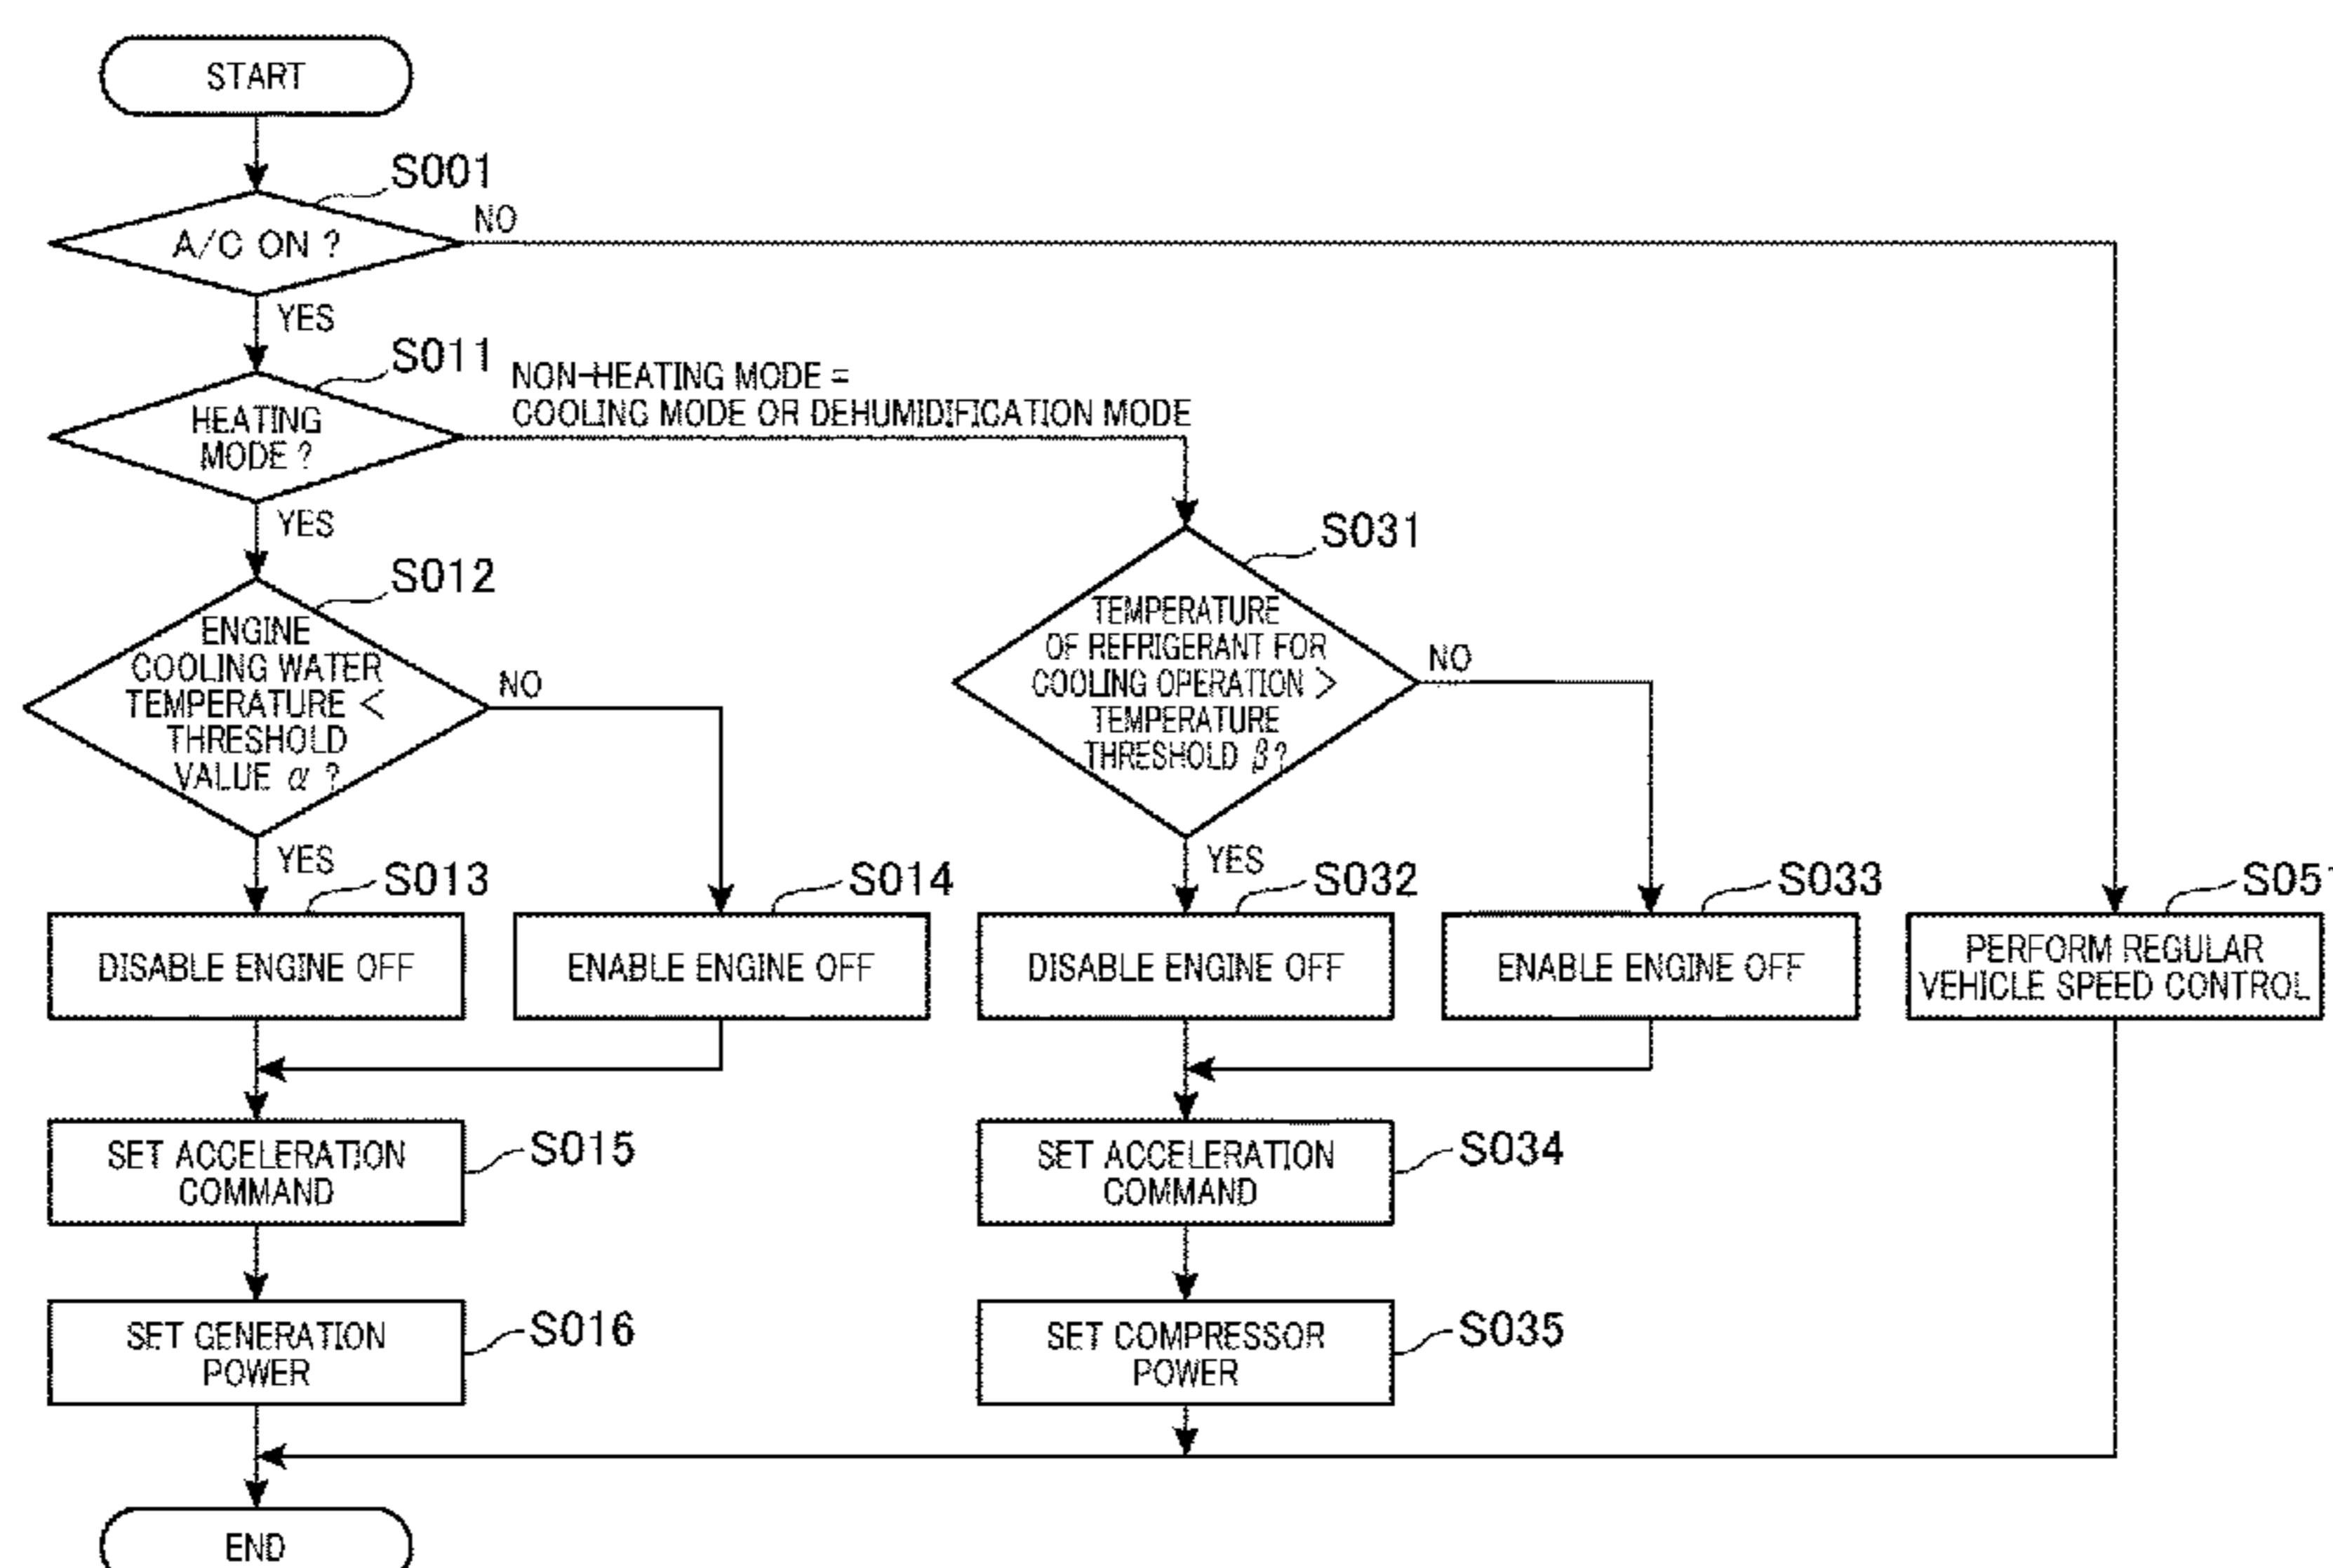 START
S001
A/C ON ?
NO
YES
S011
HEATING
MODE ?
NON-HEATING MODE =
COOLING MODE OR DEHUMIDIFICATION MODE
YES
S012
ENGINE
COOLING WATER
TEMPERATURE <
THRESHOLD
VALUE α ?
NO
YES
S031
TEMPERATURE
OF REFRIGERANT FOR
COOLING OPERATION >
TEMPERATURE
THRESHOLD β?
NO
YES
S013
DISABLE ENGINE OFF
S014
ENABLE ENGINE OFF
S032
DISABLE ENGINE OFF
S033
ENABLE ENGINE OFF
S051
PERFORM REGULAR
VEHICLE SPEED CONTROL
SET ACCELERATION
COMMAND
S015
SET ACCELERATION
COMMAND
S034
SET GENERATION
POWER
S016
SET COMPRESSOR
POWER
S035
END